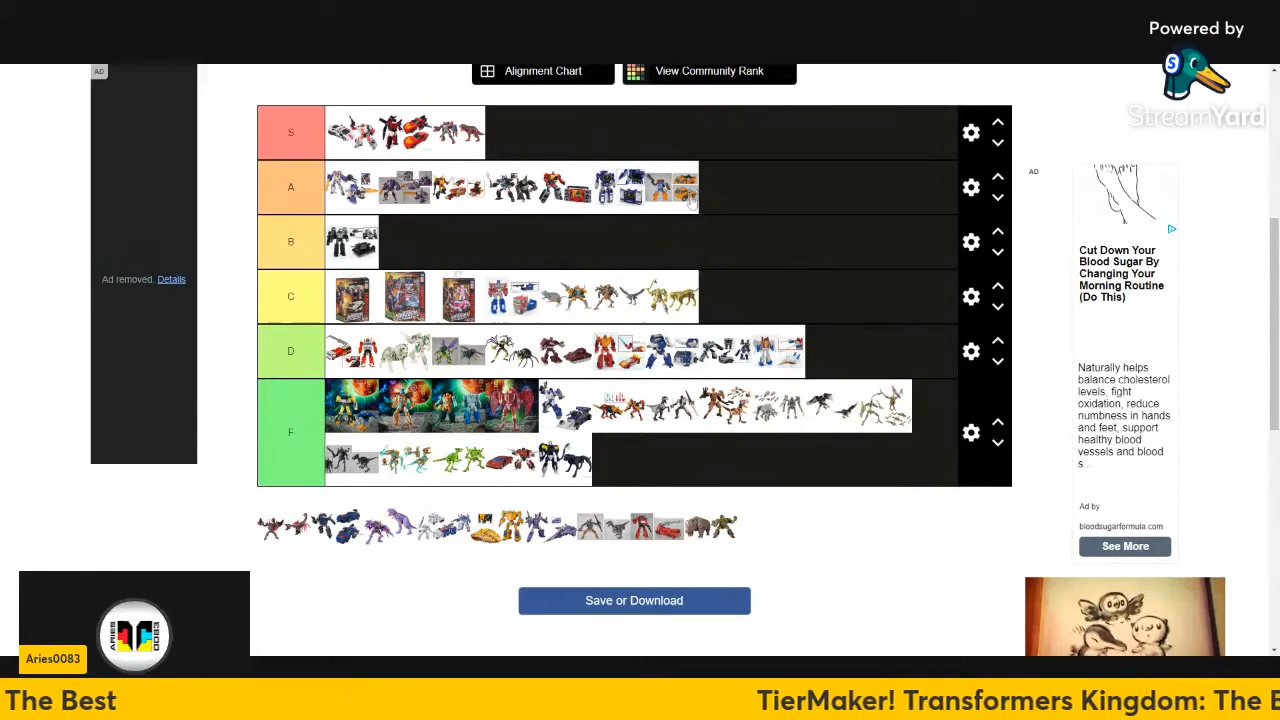 Powered by
StreamYard
AD
Alignment Chart
View Community Rank
S
A
B
C
D
F
Ad removed. Details
AD
Cut Down Your
Blood Sugar By
Changing Your
Morning Routine
(Do This)
Naturally helps
balance cholesterol
levels, fight
oxidation, reduce
numbness in hands
and feet, support
healthy blood
vessels and blood
s...
Ad by
bloodsugarformula.com
See More
Save or Download
ARIES
0083
Aries0083
The Best
TierMaker! Transformers Kingdom: The B